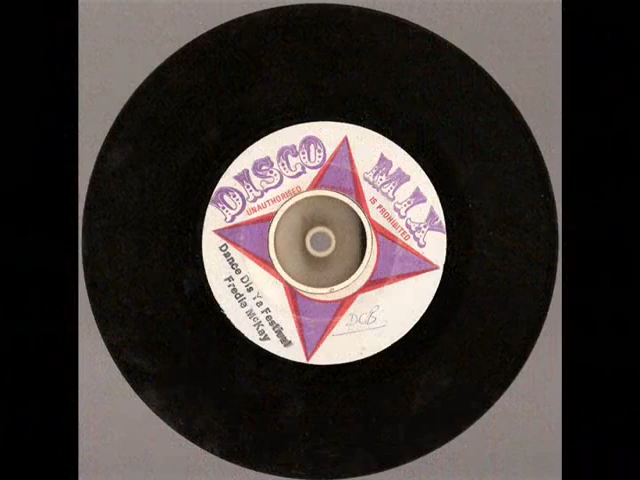 DISCO MIX
UNAUTHORISED IS PROHIBITED
Dance Dis Ya Festival
Fredie McKay
DCB